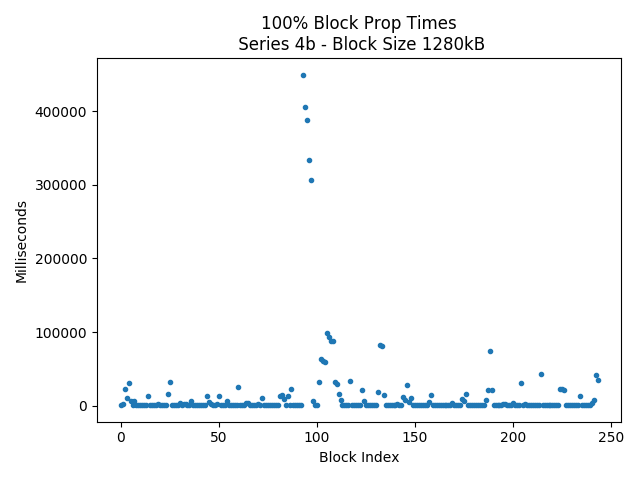 100% Block Prop Times
Series 4b - Block Size 1280kB
400000
300000
200000
100000
0
Milliseconds
0 50 100 150 200 250
Block Index